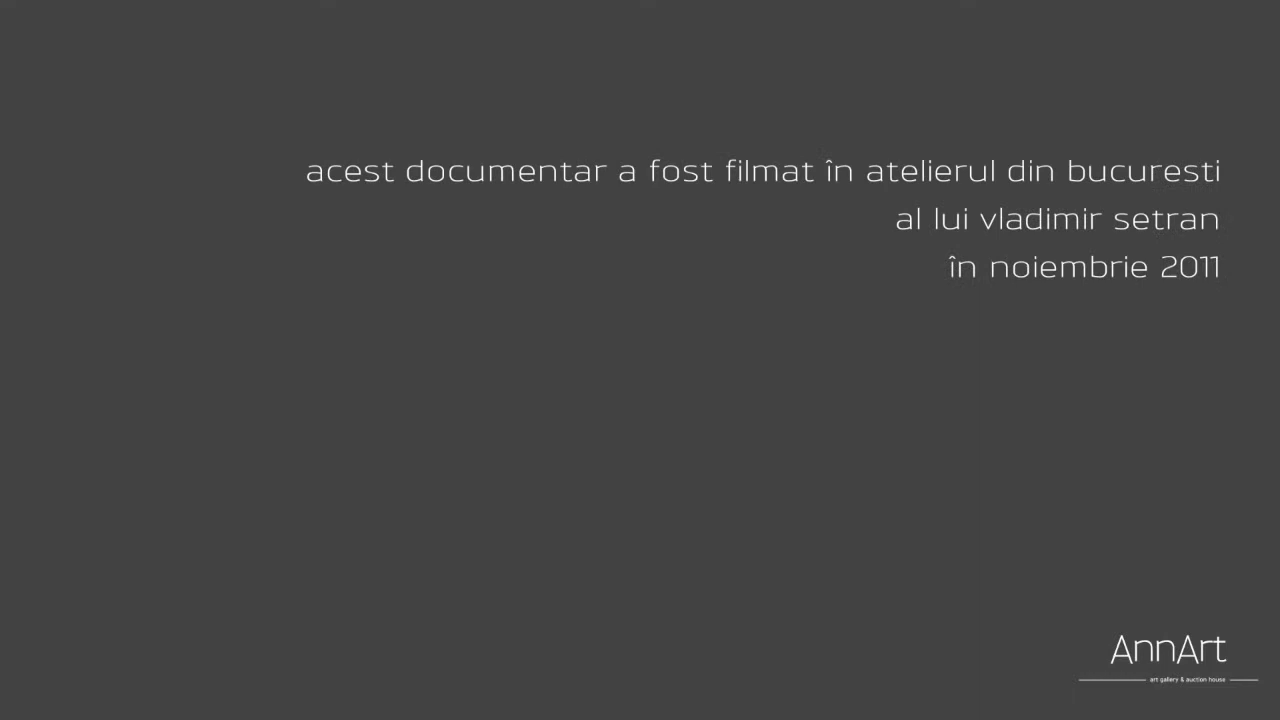 acest documentar a fost filmat în atelierul din bucuresti
al lui vladimir setran
în noiembrie 2011
AnnArt
art gallery & auction house